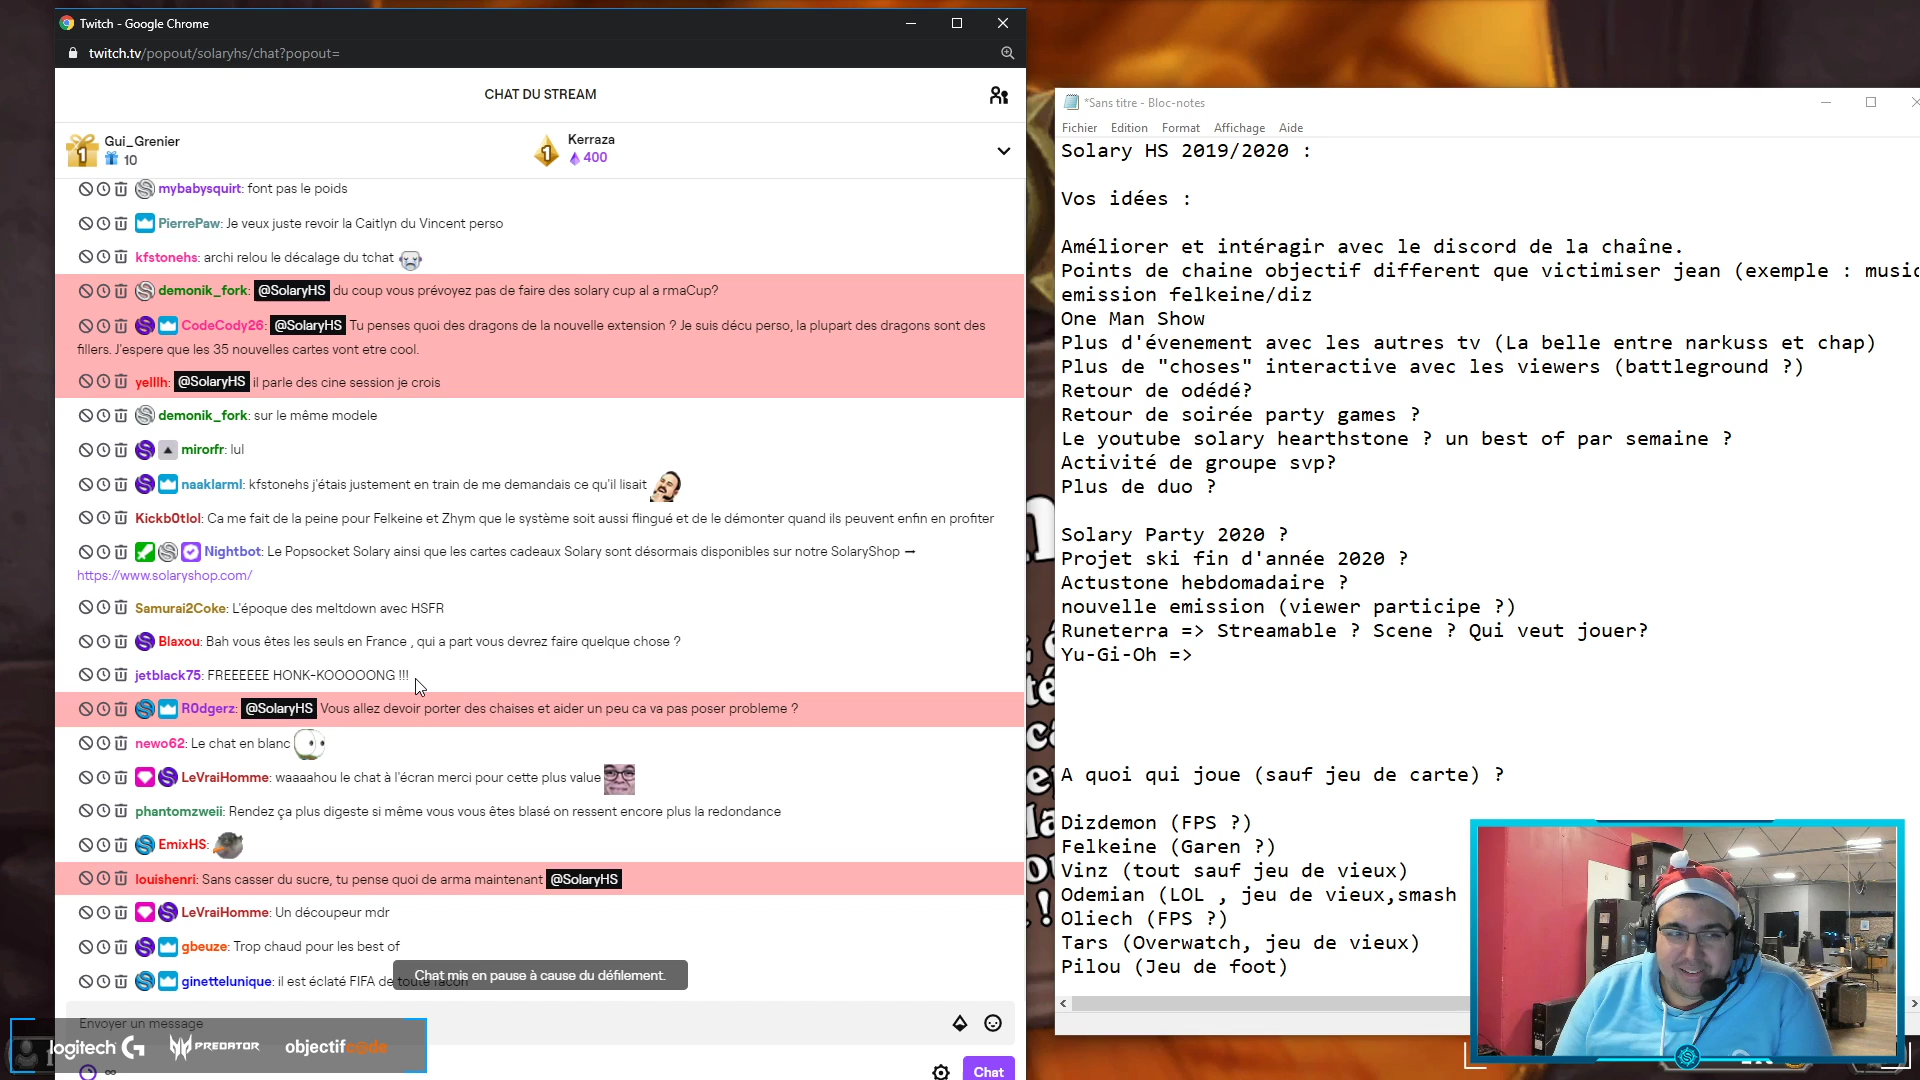 Twitch - Google Chrome
twitch.tv/popout/solaryhs/chat?popout=
CHAT DU STREAM
Gui_Grenier
10
Kerraza
400
1
1
mybabysquirt: font pas le poids
PierrePaw: Je veux juste revoir la Caitlyn du Vincent perso
kfstonehs: archi relou le décalage du tchat
demonik_fork: @SolaryHS du coup vous prévoyez pas de faire des solary cup al a rmaCup?
CodeCody26: @SolaryHS Tu penses quoi des dragons de la nouvelle extension ? Je suis décu perso, la plupart des dragons sont des
fillers. J'espere que les 35 nouvelles cartes vont etre cool.
yelllh: @SolaryHS il parle des cine session je crois
demonik_fork: sur le même modele
mirorfr: lul
naaklarml: kfstonehs j'étais justement en train de me demandais ce qu'il lisait
Kickb0tlol: Ca me fait de la peine pour Felkeine et Zhym que le système soit aussi flingué et de le démonter quand ils peuvent enfin en profiter
Nightbot: Le Popsocket Solary ainsi que les cartes cadeaux Solary sont désormais disponibles sur notre SolaryShop →
https://www.solaryshop.com/
Samurai2Coke: L'époque des meltdown avec HSFR
Blaxou: Bah vous êtes les seuls en France , qui a part vous devrez faire quelque chose ?
jetblack75: FREEEEEE HONK-KOOOOONG !!!
R0dgerz: @SolaryHS Vous allez devoir porter des chaises et aider un peu ca va pas poser probleme ?
newo62: Le chat en blanc
LeVraiHomme: waaaahou le chat à l'écran merci pour cette plus value
phantomzweii: Rendez ça plus digeste si même vous vous êtes blasé on ressent encore plus la redondance
EmixHS:
louishenri: Sans casser du sucre, tu pense quoi de arma maintenant @SolaryHS
LeVraiHomme: Un découpeur mdr
gbeuze: Trop chaud pour les best of
ginettelunique: il est éclaté FIFA de toute facon
Chat mis en pause à cause du défilement.
Envoyer un message
logitech G
PREDATOR
objectifcode
Chat
*Sans titre - Bloc-notes
Fichier Edition Format Affichage Aide
Solary HS 2019/2020 :
Vos idées :
Améliorer et intéragir avec le discord de la chaîne.
Points de chaine objectif different que victimiser jean (exemple : music
emission felkeine/diz
One Man Show
Plus d'évenement avec les autres tv (La belle entre narkuss et chap)
Plus de "choses" interactive avec les viewers (battleground ?)
Retour de odédé?
Retour de soirée party games ?
Le youtube solary hearthstone ? un best of par semaine ?
Activité de groupe svp?
Plus de duo ?
Solary Party 2020 ?
Projet ski fin d'année 2020 ?
Actustone hebdomadaire ?
nouvelle emission (viewer participe ?)
Runeterra => Streamable ? Scene ? Qui veut jouer?
Yu-Gi-Oh =>
A quoi qui joue (sauf jeu de carte) ?
Dizdemon (FPS ?)
Felkeine (Garen ?)
Vinz (tout sauf jeu de vieux)
Odemian (LOL , jeu de vieux,smash
Oliech (FPS ?)
Tars (Overwatch, jeu de vieux)
Pilou (Jeu de foot)